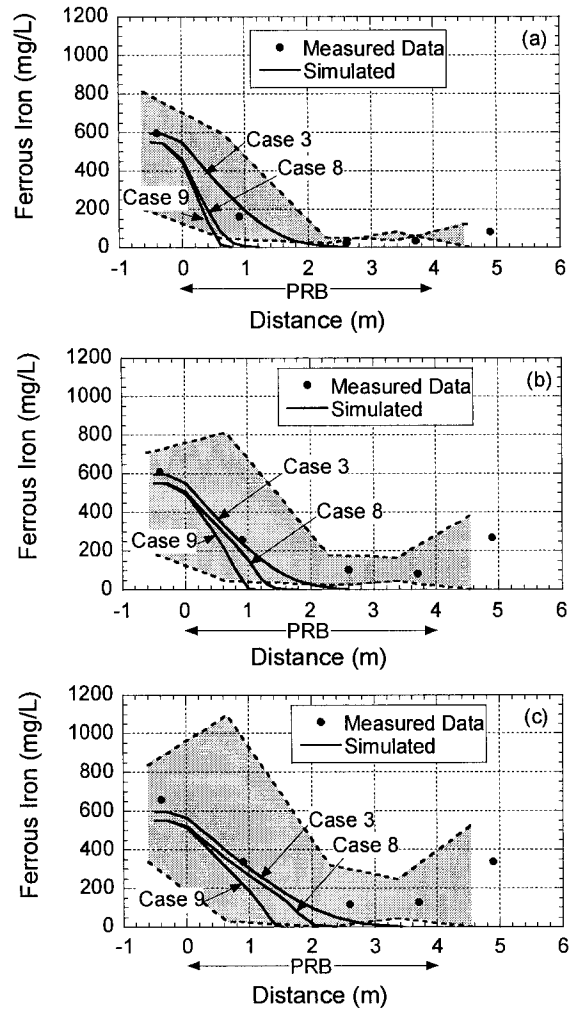 (a)
Measured Data
Simulated
Ferrous Iron (mg/L)
1200
1000
800
600
400
200
0
Case 3
Case 8
Case 9
-1 0 1 2 3 4 5 6
PRB
Distance (m)
(b)
Measured Data
Simulated
Ferrous Iron (mg/L)
1200
1000
800
600
400
200
0
Case 3
Case 8
Case 9
-1 0 1 2 3 4 5 6
PRB
Distance (m)
(c)
Measured Data
Simulated
Ferrous Iron (mg/L)
1200
1000
800
600
400
200
0
Case 3
Case 8
Case 9
-1 0 1 2 3 4 5 6
PRB
Distance (m)